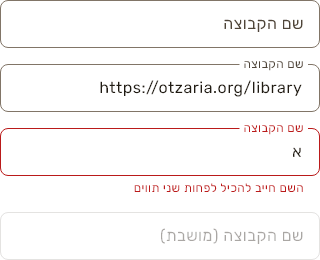 שם הקבוצה
שם הקבוצה
https://otzaria.org/library
שם הקבוצה
א
השם חייב להכיל לפחות שני תווים
שם הקבוצה (מושבת)